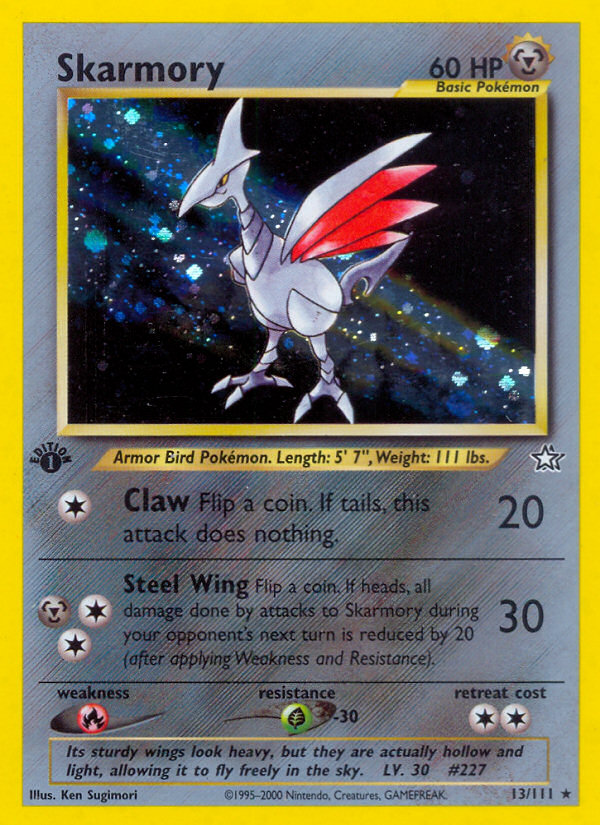 Skarmory
60 HP
Basic Pokémon
EDITION
1
Armor Bird Pokémon. Length: 5' 7", Weight: 111 lbs.
Claw Flip a coin. If tails, this
attack does nothing.
20
Steel Wing Flip a coin. If heads, all
damage done by attacks to Skarmory during
your opponent's next turn is reduced by 20
(after applying Weakness and Resistance).
30
weakness
resistance
retreat cost
-30
Its sturdy wings look heavy, but they are actually hollow and
light, allowing it to fly freely in the sky. LV. 30 #227
Illus. Ken Sugimori
©1995-2000 Nintendo, Creatures, GAMEFREAK.
13/111 ★